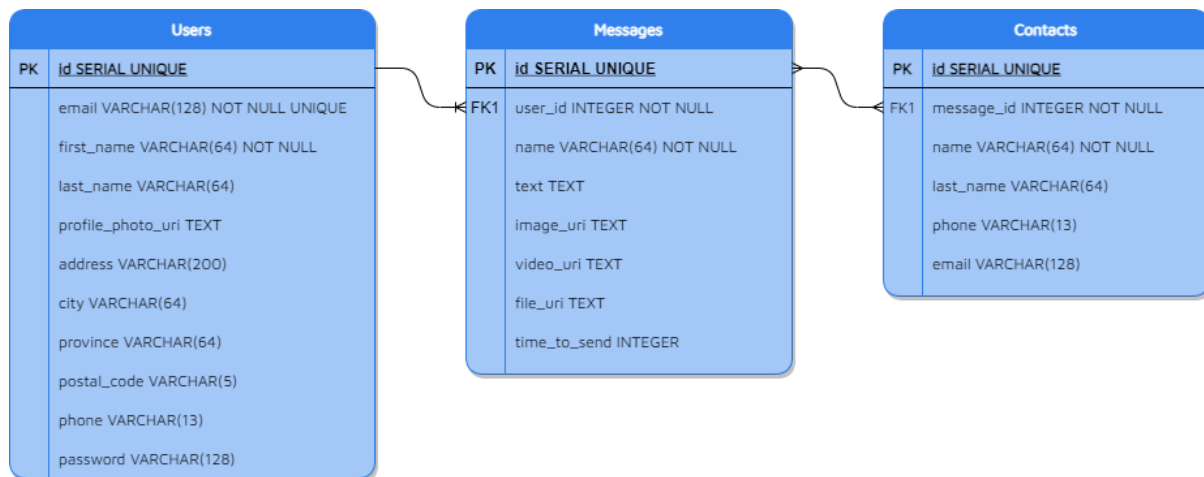 Users
PK id SERIAL UNIQUE
email VARCHAR(128) NOT NULL UNIQUE
first_name VARCHAR(64) NOT NULL
last_name VARCHAR(64)
profile_photo_uri TEXT
address VARCHAR(200)
city VARCHAR(64)
province VARCHAR(64)
postal_code VARCHAR(5)
phone VARCHAR(13)
password VARCHAR(128)
Messages
PK id SERIAL UNIQUE
FK1 user_id INTEGER NOT NULL
name VARCHAR(64) NOT NULL
text TEXT
image_uri TEXT
video_uri TEXT
file_uri TEXT
time_to_send INTEGER
Contacts
PK id SERIAL UNIQUE
FK1 message_id INTEGER NOT NULL
name VARCHAR(64) NOT NULL
last_name VARCHAR(64)
phone VARCHAR(13)
email VARCHAR(128)